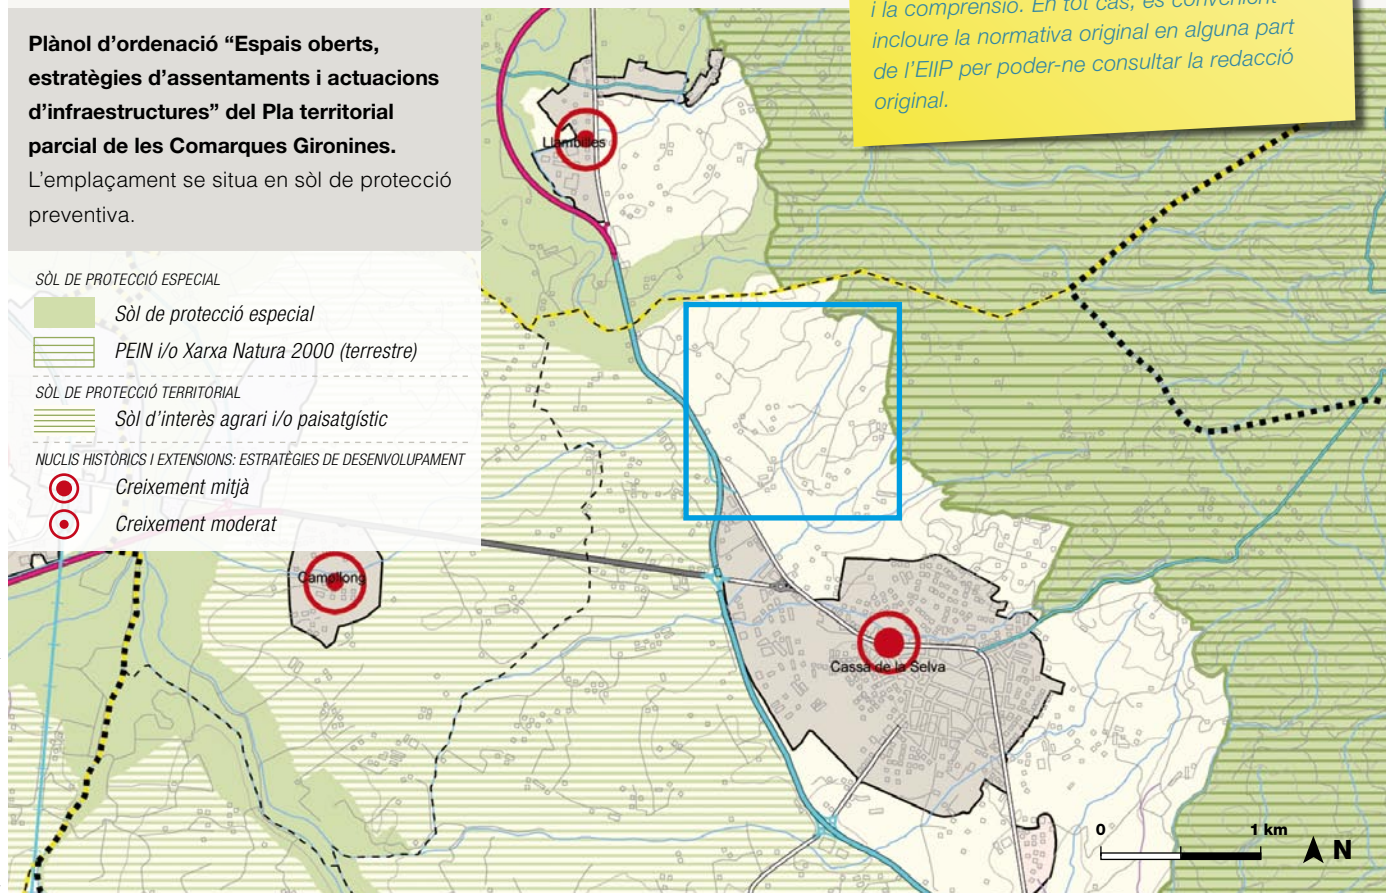 Plànol d’ordenació “Espais oberts,
estratègies d’assentaments i actuacions
d’infraestructures” del Pla territorial
parcial de les Comarques Gironines.
L’emplaçament se situa en sòl de protecció
preventiva.
i la comprensió. En tot cas, és convenient
incloure la normativa original en alguna part
de l’EIIP per poder-ne consultar la redacció
original.
SÒL DE PROTECCIÓ ESPECIAL
Sòl de protecció especial
PEIN i/o Xarxa Natura 2000 (terrestre)
SÒL DE PROTECCIÓ TERRITORIAL
Sòl d’interès agrari i/o paisatgístic
NUCLIS HISTÒRICS I EXTENSIONS: ESTRATÈGIES DE DESENVOLUPAMENT
Creixement mitjà
Creixement moderat
Llambilles
Campllong
Cassa de la Selva
0 1 km
N